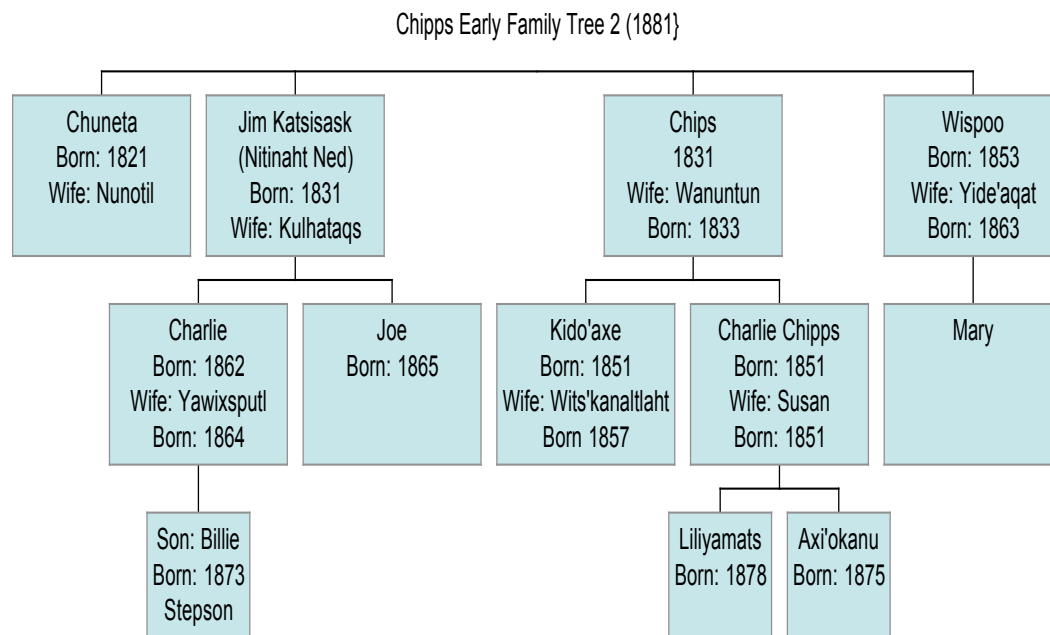 Chipps Early Family Tree 2 (1881}
Chuneta
Born: 1821
Wife: Nunotil
Jim Katsisask
(Nitinaht Ned)
Born: 1831
Wife: Kulhataqs
Chips
1831
Wife: Wanuntun
Born: 1833
Wispoo
Born: 1853
Wife: Yide'aqat
Born: 1863
Charlie
Born: 1862
Wife: Yawixsputl
Born: 1864
Joe
Born: 1865
Kido'axe
Born: 1851
Wife: Wits'kanaltlaht
Born 1857
Charlie Chipps
Born: 1851
Wife: Susan
Born: 1851
Mary
Son: Billie
Born: 1873
Stepson
Liliyamats
Born: 1878
Axi'okanu
Born: 1875